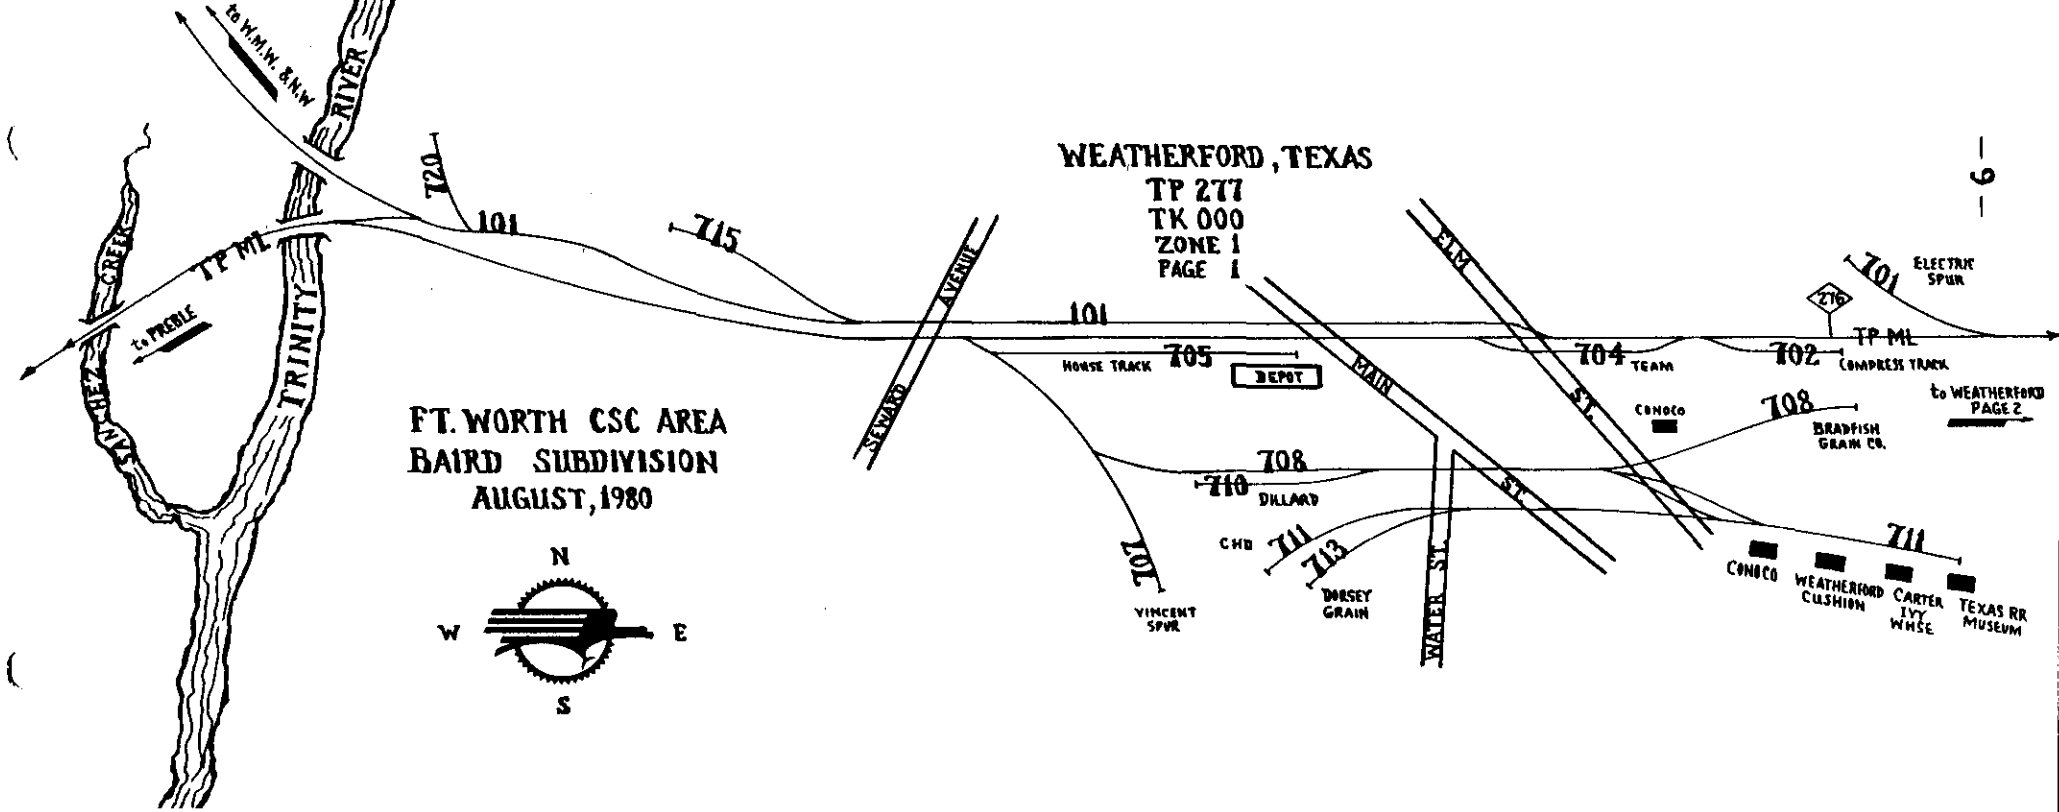 to W.M.W. & N.W
RIVER
720
101
715
WEATHERFORD, TEXAS
TP 277
TK 000
ZONE 1
PAGE 1
- 6 -
ELM
ST.
CREEK
SAN CHEZ
TP ML
to PREBLE
TRINITY
AVENUE
SEWARD
101
276
701
ELECTRIC
SPUR
TP ML
HOUSE TRACK
705
DEPOT
MAIN
ST.
704
TEAM
702
COMPRESS TRACK
to WEATHERFORD
PAGE 2
CONOCO
708
BRADFISH
GRAIN CO.
FT. WORTH CSC AREA
BAIRD SUBDIVISION
AUGUST, 1980
708
710
DILLARD
707
VINCENT
SPUR
CHD
711
713
DORSEY
GRAIN
WATER ST.
711
CONOCO
WEATHERFORD
CUSHION
CARTER
IVY
WHSE
TEXAS RR
MUSEUM
N
W
E
S